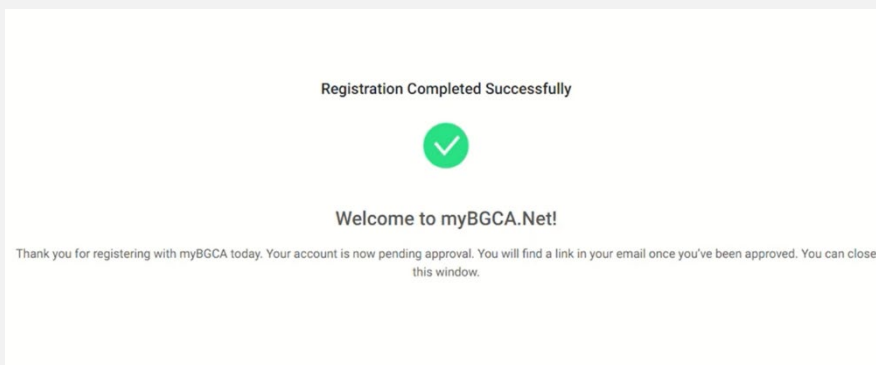 Registration Completed Successfully
Welcome to myBGCA.Net!
Thank you for registering with myBGCA today. Your account is now pending approval. You will find a link in your email once you've been approved. You can close
this window.